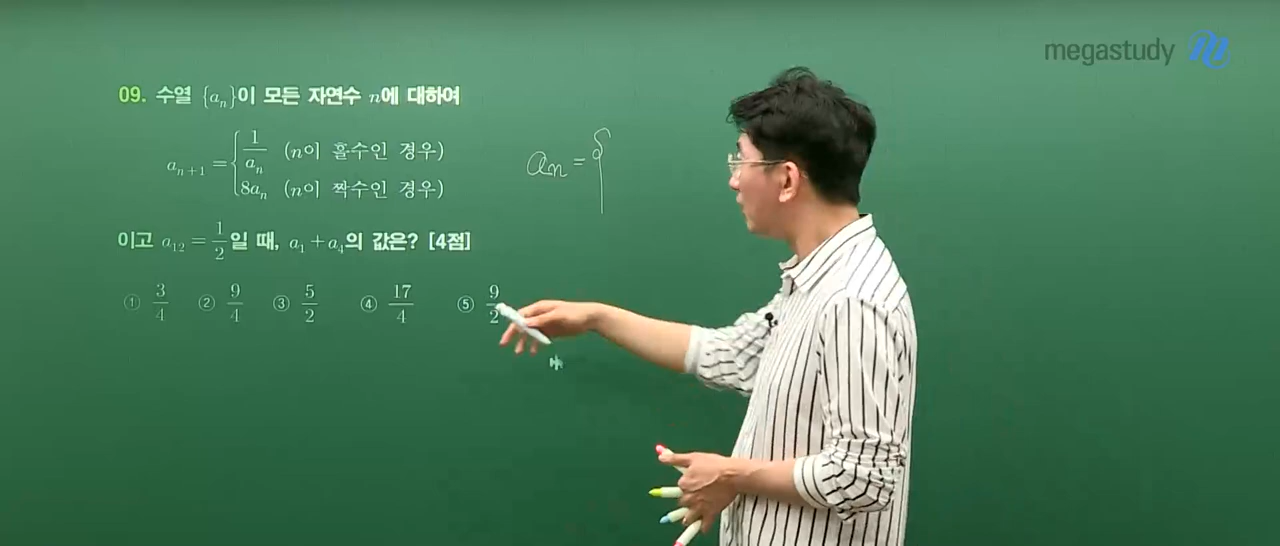 megastudy
09. 수열 {aₙ}이 모든 자연수 n에 대하여
aₙ₊₁ = { 1/aₙ (n이 홀수인 경우)
8aₙ (n이 짝수인 경우)
aₙ = {
이고 a₁₂ = 1/2일 때, a₁ + a₄의 값은? [4점]
① 3/4 ② 9/4 ③ 5/2 ④ 17/4 ⑤ 9/2